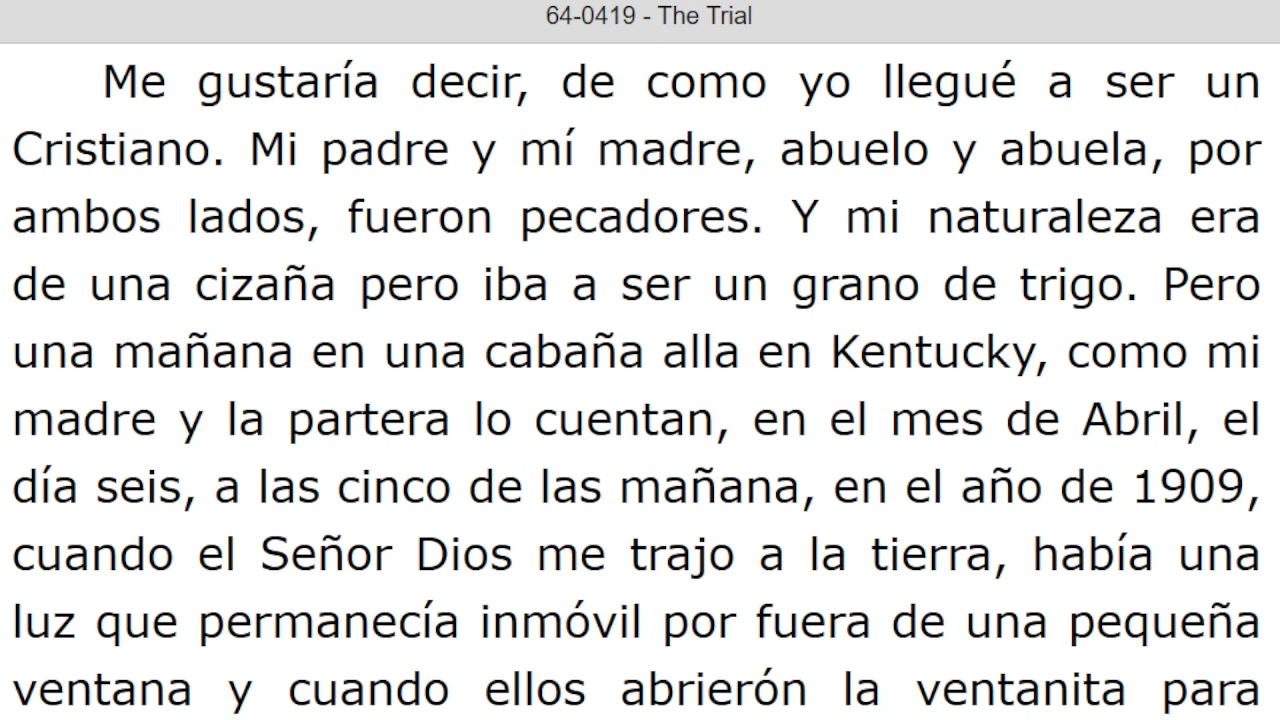 64-0419 - The Trial
Me gustaría decir, de como yo llegué a ser un
Cristiano. Mi padre y mí madre, abuelo y abuela, por
ambos lados, fueron pecadores. Y mi naturaleza era
de una cizaña pero iba a ser un grano de trigo. Pero
una mañana en una cabaña alla en Kentucky, como mi
madre y la partera lo cuentan, en el mes de Abril, el
día seis, a las cinco de las mañana, en el año de 1909,
cuando el Señor Dios me trajo a la tierra, había una
luz que permanecía inmóvil por fuera de una pequeña
ventana y cuando ellos abrierón la ventanita para